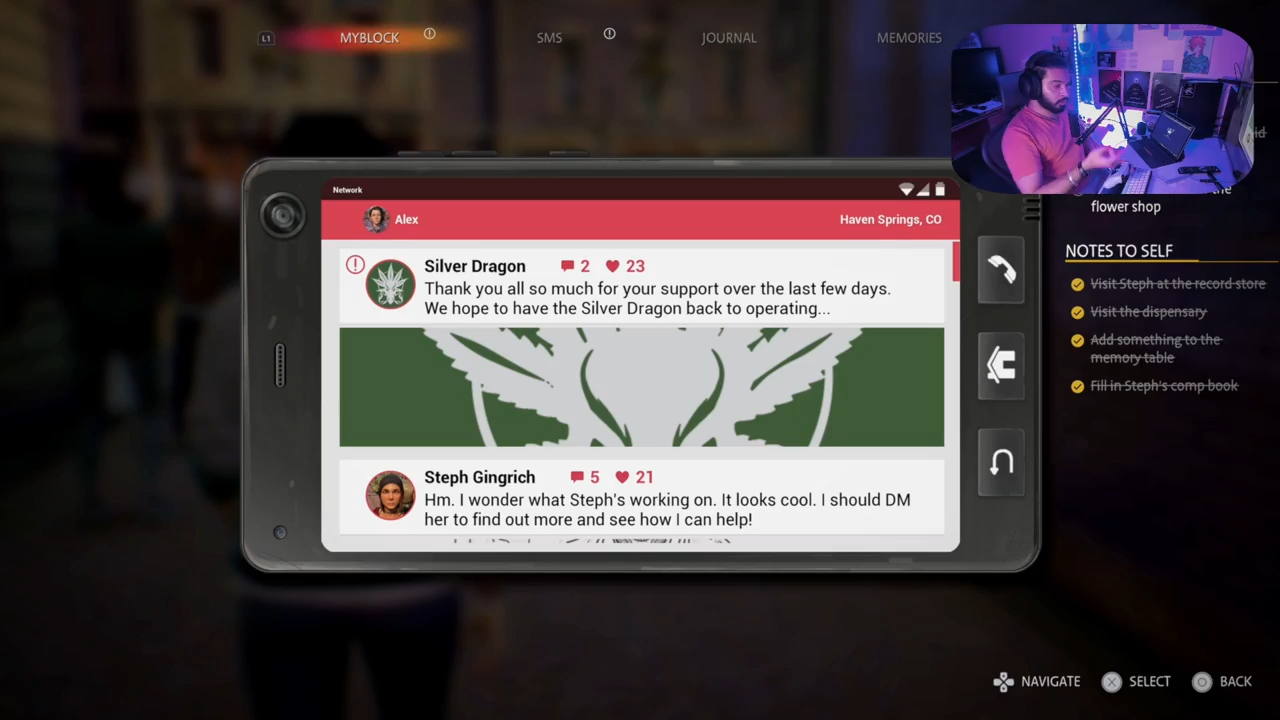 L1
MYBLOCK
SMS
JOURNAL
MEMORIES
Network
Alex
Haven Springs, CO
Silver Dragon 2 23
Thank you all so much for your support over the last few days.
We hope to have the Silver Dragon back to operating...
Steph Gingrich 5 21
Hm. I wonder what Steph's working on. It looks cool. I should DM
her to find out more and see how I can help!
the
flower shop
NOTES TO SELF
Visit Steph at the record store
Visit the dispensary
Add something to the
memory table
Fill in Steph's comp book
NAVIGATE
SELECT
BACK